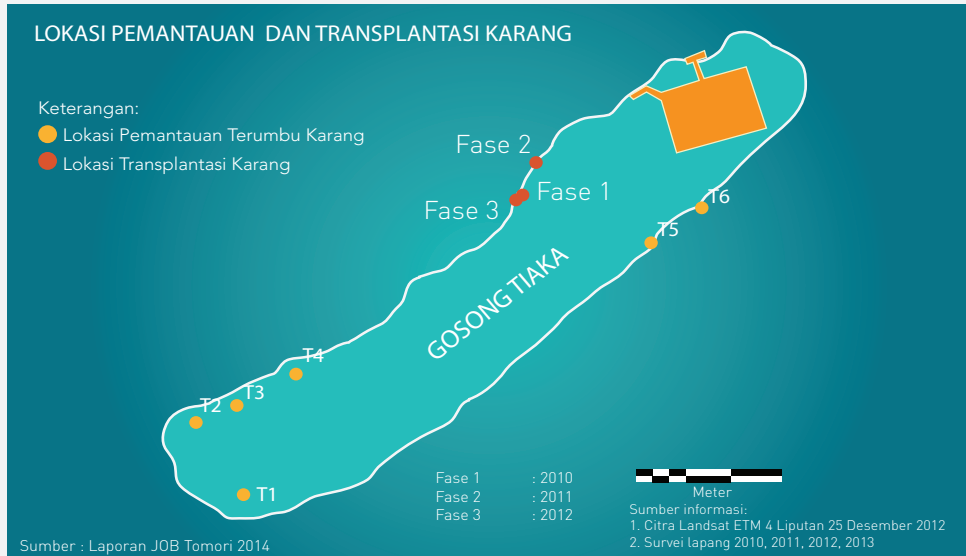 LOKASI PEMANTAUAN DAN TRANSPLANTASI KARANG
Keterangan:
Lokasi Pemantauan Terumbu Karang
Lokasi Transplantasi Karang
Fase 2
Fase 1
Fase 3
T6
T5
GOSONG TIAKA
T4
T3
T2
T1
Fase 1 : 2010
Fase 2 : 2011
Fase 3 : 2012
Meter
Sumber informasi:
1. Citra Landsat ETM 4 Liputan 25 Desember 2012
2. Survei lapang 2010, 2011, 2012, 2013
Sumber : Laporan JOB Tomori 2014